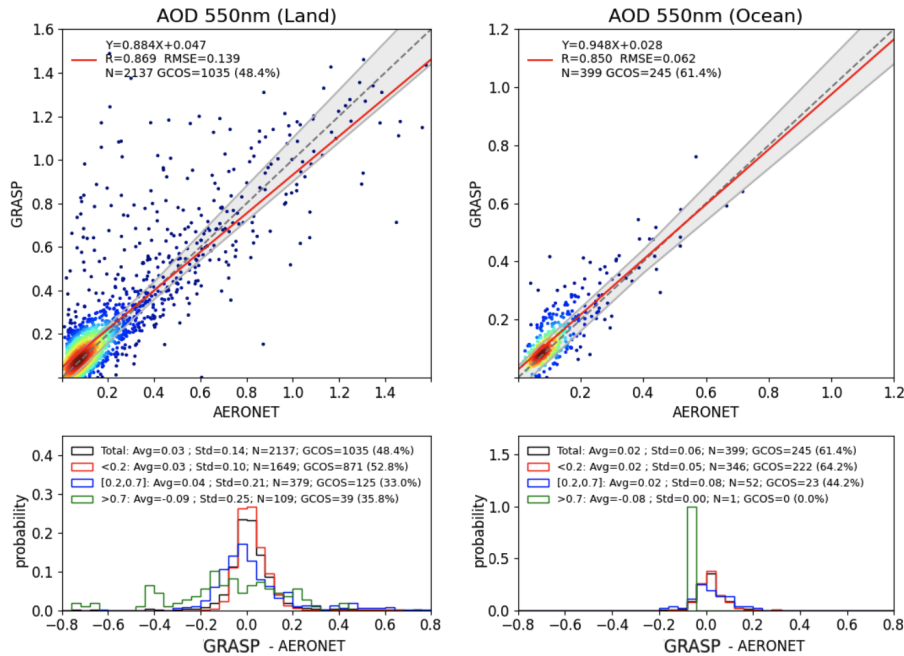 AOD 550nm (Land)
1.6
1.4
1.2
1.0
0.8
0.6
0.4
0.2
GRASP
Y=0.884X+0.047
R=0.869 RMSE=0.139
N=2137 GCOS=1035 (48.4%)
0.2 0.4 0.6 0.8 1.0 1.2 1.4
AERONET
AOD 550nm (Ocean)
1.2
1.0
0.8
0.6
0.4
0.2
GRASP
Y=0.948X+0.028
R=0.850 RMSE=0.062
N=399 GCOS=245 (61.4%)
0.2 0.4 0.6 0.8 1.0 1.2
AERONET
0.4
0.3
0.2
0.1
0.0
probability
Total: Avg=0.03 ; Std=0.14; N=2137; GCOS=1035 (48.4%)
<0.2: Avg=0.03 ; Std=0.10; N=1649; GCOS=871 (52.8%)
[0.2,0.7]: Avg=0.04 ; Std=0.21; N=379; GCOS=125 (33.0%)
>0.7: Avg=-0.09 ; Std=0.25; N=109; GCOS=39 (35.8%)
−0.8 −0.6 −0.4 −0.2 0.0 0.2 0.4 0.6 0.8
GRASP - AERONET
1.5
1.0
0.5
0.0
probability
Total: Avg=0.02 ; Std=0.06; N=399; GCOS=245 (61.4%)
<0.2: Avg=0.02 ; Std=0.05; N=346; GCOS=222 (64.2%)
[0.2,0.7]: Avg=0.02 ; Std=0.08; N=52; GCOS=23 (44.2%)
>0.7: Avg=-0.08 ; Std=0.00; N=1; GCOS=0 (0.0%)
−0.8 −0.6 −0.4 −0.2 0.0 0.2 0.4 0.6 0.8
GRASP - AERONET